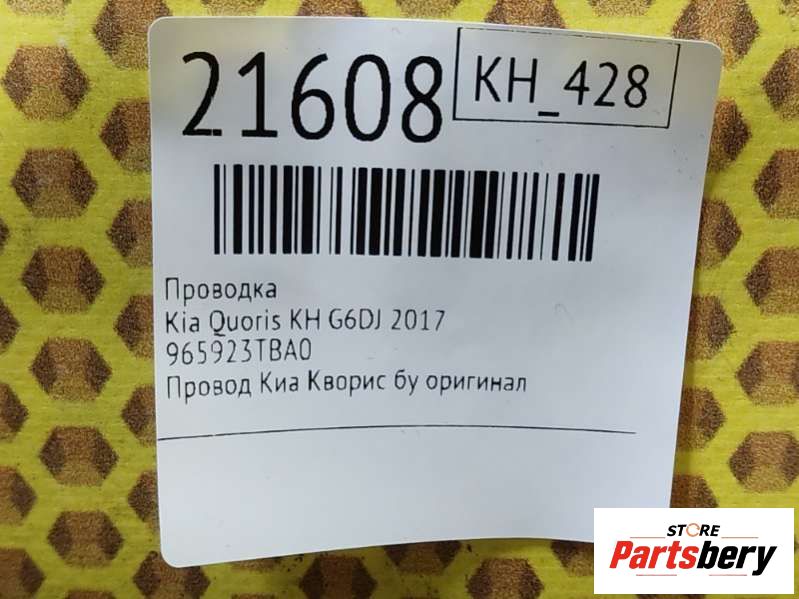 21608
KH_428
Проводка
Kia Quoris KH G6DJ 2017
965923TBA0
Провод Киа Кворис бу оригинал
STORE
Partsbery